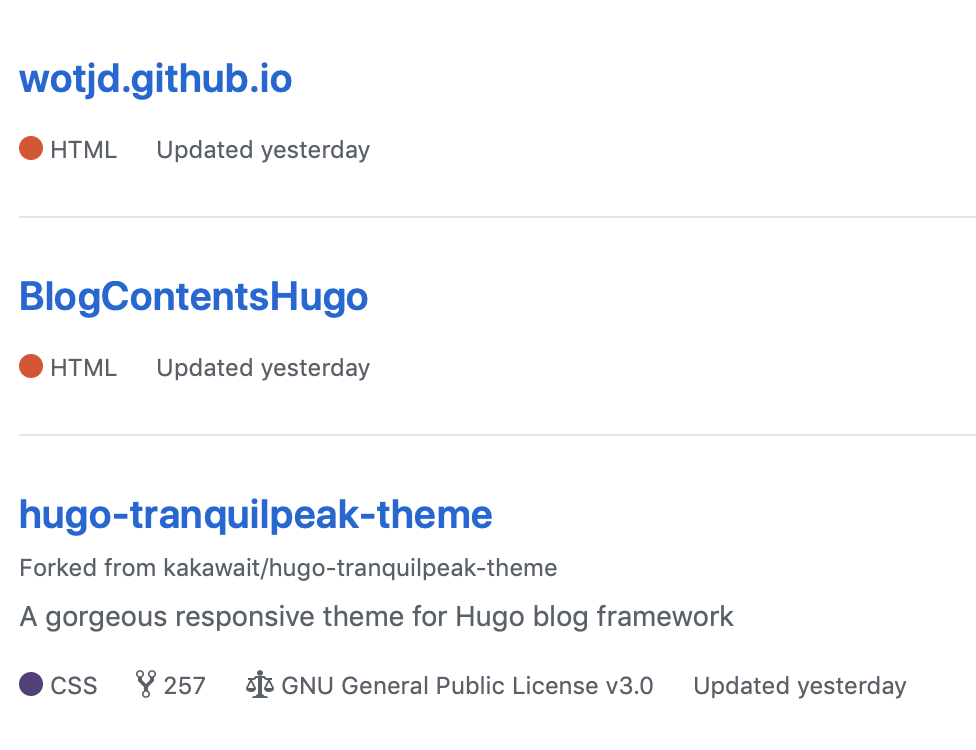 wotjd.github.io
HTML Updated yesterday
BlogContentsHugo
HTML Updated yesterday
hugo-tranquilpeak-theme
Forked from kakawait/hugo-tranquilpeak-theme
A gorgeous responsive theme for Hugo blog framework
CSS 257 GNU General Public License v3.0 Updated yesterday